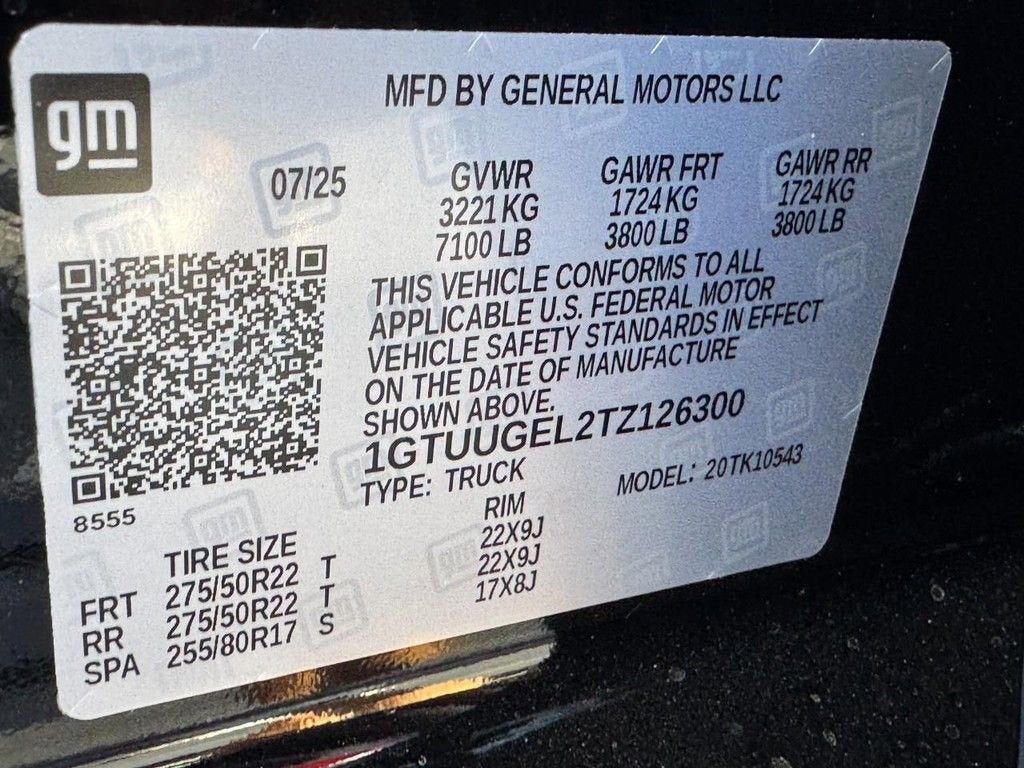 gm
MFD BY GENERAL MOTORS LLC
07/25 GVWR GAWR FRT GAWR RR
3221 KG 1724 KG 1724 KG
7100 LB 3800 LB 3800 LB
THIS VEHICLE CONFORMS TO ALL
APPLICABLE U.S. FEDERAL MOTOR
VEHICLE SAFETY STANDARDS IN EFFECT
ON THE DATE OF MANUFACTURE
SHOWN ABOVE.
1GTUUGEL2TZ126300
TYPE: TRUCK MODEL: 20TK10543
8555
TIRE SIZE RIM
FRT 275/50R22 T 22X9J
RR 275/50R22 T 22X9J
SPA 255/80R17 S 17X8J